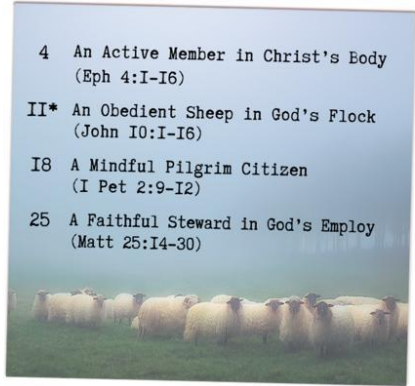 4 An Active Member in Christ's Body
(Eph 4:I-I6)
II* An Obedient Sheep in God's Flock
(John I0:I-I6)
I8 A Mindful Pilgrim Citizen
(I Pet 2:9-I2)
25 A Faithful Steward in God's Employ
(Matt 25:I4-30)